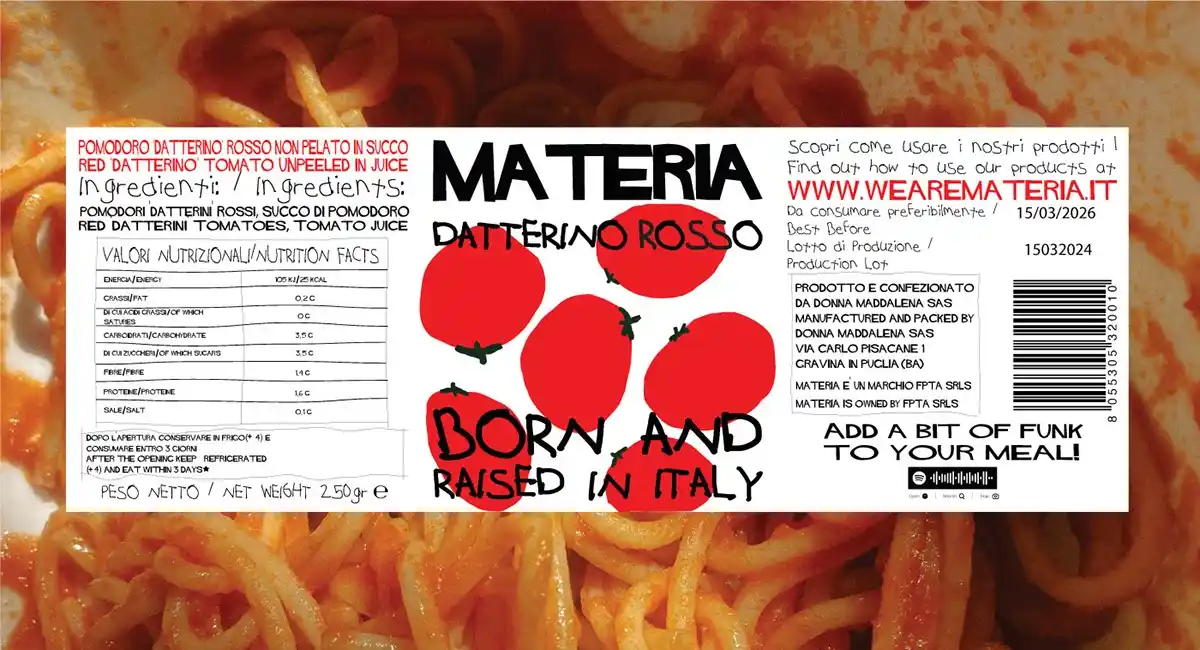 POMODORO 'DATTERINO' ROSSO NON PELATO IN SUCCO
RED 'DATTERINO' TOMATO UNPEELED IN JUICE
Ingredienti: / Ingredients:
POMODORI DATTERINI ROSSI, SUCCO DI POMODORO
RED DATTERINI TOMATOES, TOMATO JUICE
VALORI NUTRIZIONALI/NUTRITION FACTS
ENERGIA/ENERGY 105 KJ/25 KCAL
GRASSI/FAT 0,2 G
DI CUI ACIDI GRASSI/OF WHICH
SATURES 0 G
CARBOIDRATI/CARBOHYDRATE 3,5 G
DI CUI ZUCCHERI/OF WHICH SUGARS 3,5 G
FIBRE/FIBRE 1,4 G
PROTEINE/PROTEINE 1,6 G
SALE/SALT 0,1 G
DOPO L'APERTURA CONSERVARE IN FRIGO(+ 4) E
CONSUMARE ENTRO 3 GIORNI
AFTER THE OPENING KEEP REFRIGERATED
(+ 4) AND EAT WITHIN 3 DAYS★
PESO NETTO / NET WEIGHT 250gr ℮
MATERIA
DATTERINO ROSSO
BORN AND
RAISED IN ITALY
Scopri come usare i nostri prodotti !
Find out how to use our products at
WWW.WEAREMATERIA.IT
Da consumare preferibilmente / 15/03/2026
Best Before
Lotto di Produzione / 15032024
Production Lot
PRODOTTO E CONFEZIONATO
DA DONNA MADDALENA SAS
MANUFACTURED AND PACKED BY
DONNA MADDALENA SAS
VIA CARLO PISACANE 1
GRAVINA IN PUGLIA (BA)
MATERIA E' UN MARCHIO FPTA SRLS
MATERIA IS OWNED BY FPTA SRLS
8 055305 320010
ADD A BIT OF FUNK
TO YOUR MEAL!
Open Search Scan